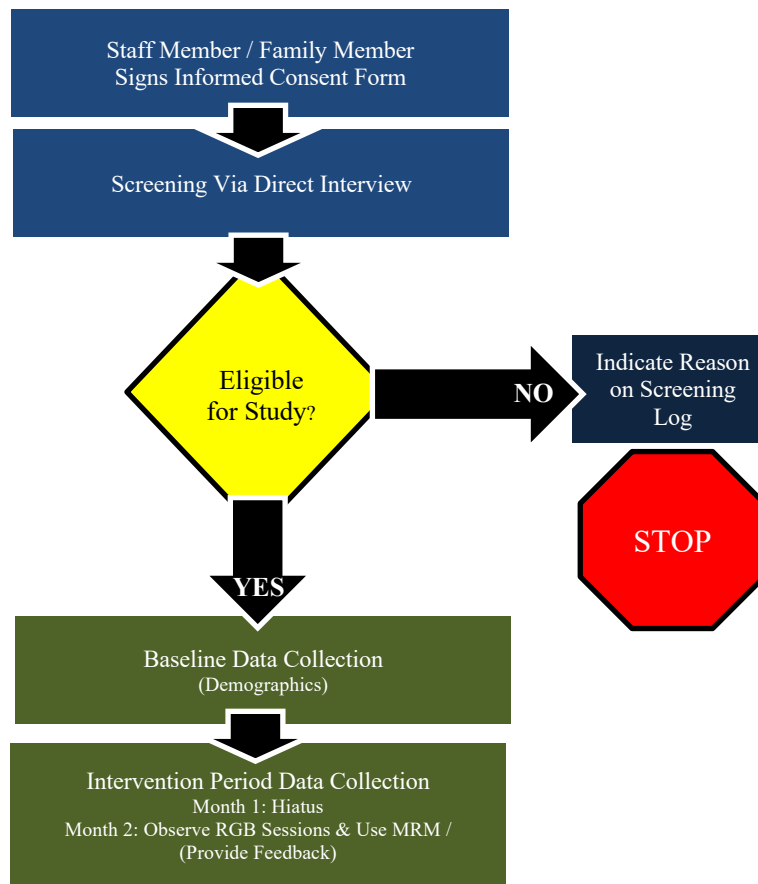 Staff Member / Family Member
Signs Informed Consent Form
Screening Via Direct Interview
Eligible
for Study?
NO
Indicate Reason
on Screening
Log
STOP
YES
Baseline Data Collection
(Demographics)
Intervention Period Data Collection
Month 1: Hiatus
Month 2: Observe RGB Sessions & Use MRM /
(Provide Feedback)